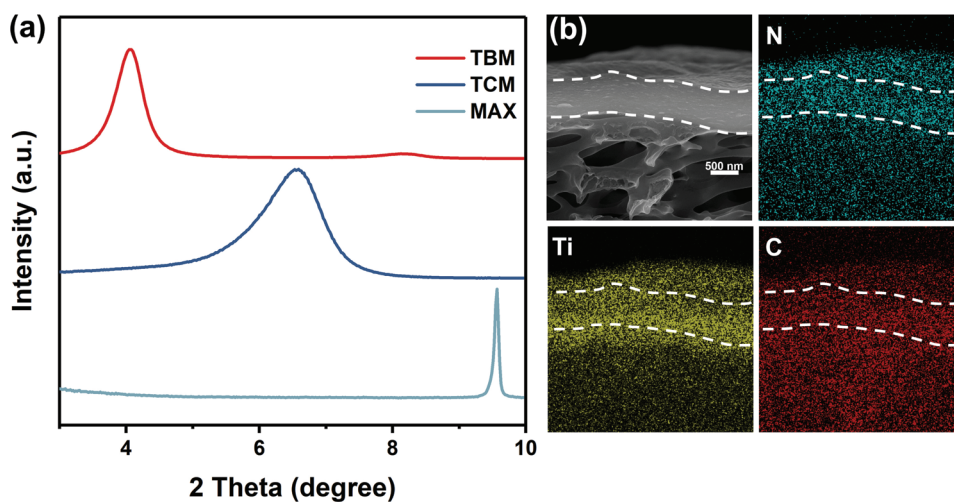 (a)
TBM
TCM
MAX
Intensity (a.u.)
4
6
8
10
2 Theta (degree)
(b)
500 nm
N
Ti
C